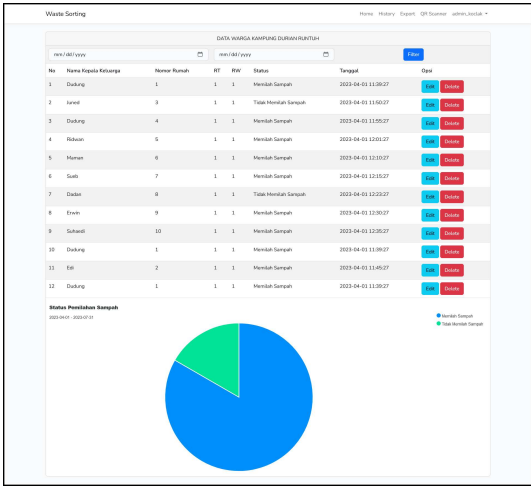 Waste Sorting Home History Export QR Scanner admin_kezlak
DATA WARGA KAMPUNG DURIAN RUNTUH
mm/dd/yyyy mm/dd/yyyy Filter
No Nama Kepala Keluarga Nomor Rumah RT RW Status Tanggal Opsi
1 Dudung 1 1 1 Memilah Sampah 2023-04-01 11:39:27 Edit Delete
2 Juned 3 1 1 Tidak Memilah Sampah 2023-04-01 11:50:27 Edit Delete
3 Dudung 4 1 1 Memilah Sampah 2023-04-01 11:55:27 Edit Delete
4 Ridwan 5 1 1 Memilah Sampah 2023-04-01 12:01:27 Edit Delete
5 Maman 6 1 1 Memilah Sampah 2023-04-01 12:10:27 Edit Delete
6 Sueb 7 1 1 Memilah Sampah 2023-04-01 12:15:27 Edit Delete
7 Dadan 8 1 1 Tidak Memilah Sampah 2023-04-01 12:23:27 Edit Delete
8 Erwin 9 1 1 Memilah Sampah 2023-04-01 12:30:27 Edit Delete
9 Suhaedi 10 1 1 Memilah Sampah 2023-04-01 12:35:27 Edit Delete
10 Dudung 1 1 1 Memilah Sampah 2023-04-01 11:39:27 Edit Delete
11 Edi 2 1 1 Memilah Sampah 2023-04-01 11:45:27 Edit Delete
12 Dudung 1 1 1 Memilah Sampah 2023-04-01 11:39:27 Edit Delete
Status Pemilahan Sampah
2023-04-01 - 2023-07-31
Memilah Sampah
Tidak Memilah Sampah